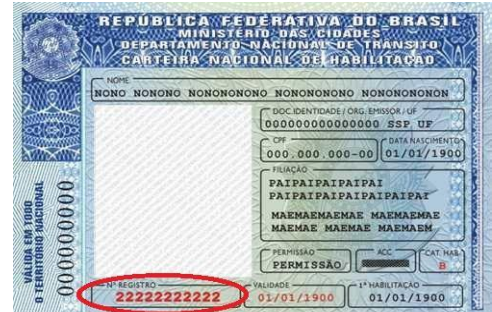 REPÚBLICA FEDERATIVA DO BRASIL
MINISTÉRIO DAS CIDADES
DEPARTAMENTO NACIONAL DE TRÂNSITO
CARTEIRA NACIONAL DE HABILITAÇÃO
NOME
NONO NONONO NONONONONO NONONONONO NONONONONON
DOC. IDENTIDADE / ÓRG. EMISSOR / UF
000000000000000 SSP UF
CPF
DATA NASCIMENTO
000.000.000-00
01/01/1900
FILIAÇÃO
PAIPAIPAIPAIPAI
PAIPAIPAIPAIPAIPAIPAI
MAEMAEMAEMAE MAEMAEMAE
MAEMAE MAEMAE MAEMAEM
PERMISSÃO
ACC
CAT. HAB.
PERMISSÃO
B
Nº REGISTRO
VALIDADE
1ª HABILITAÇÃO
22222222222
01/01/1900
01/01/1900
VÁLIDA EM TODO
O TERRITÓRIO NACIONAL
0000000000